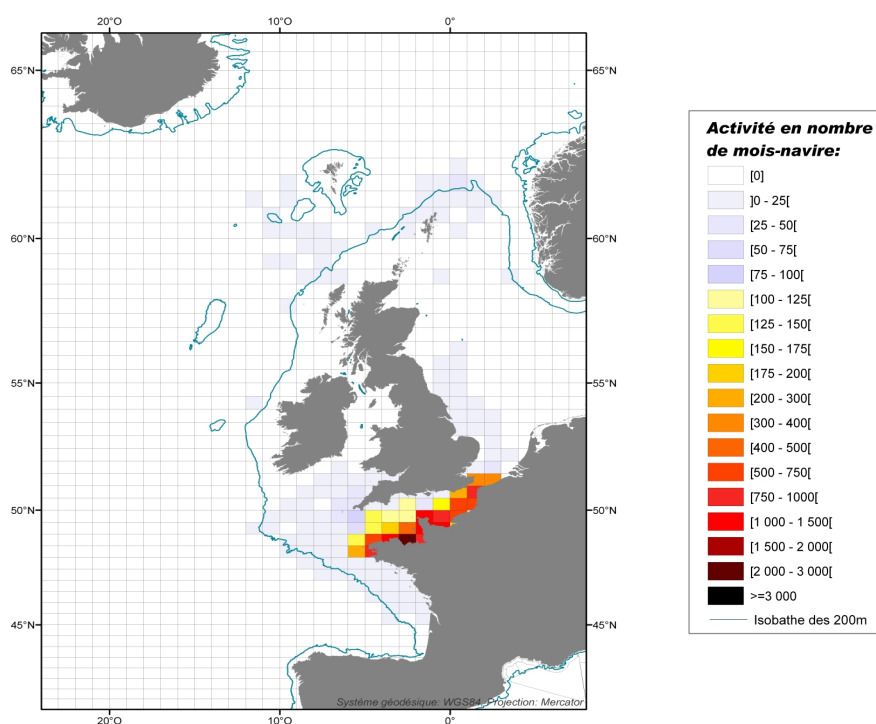 20°O 10°O 0°
65°N 65°N
60°N 60°N
55°N 55°N
50°N 50°N
45°N 45°N
Système géodésique: WGS84, Projection: Mercator
20°O 10°O 0°
Activité en nombre
de mois-navire:
[0]
]0 - 25[
[25 - 50[
[50 - 75[
[75 - 100[
[100 - 125[
[125 - 150[
[150 - 175[
[175 - 200[
[200 - 300[
[300 - 400[
[400 - 500[
[500 - 750[
[750 - 1000[
[1 000 - 1 500[
[1 500 - 2 000[
[2 000 - 3 000[
>=3 000
Isobathe des 200m